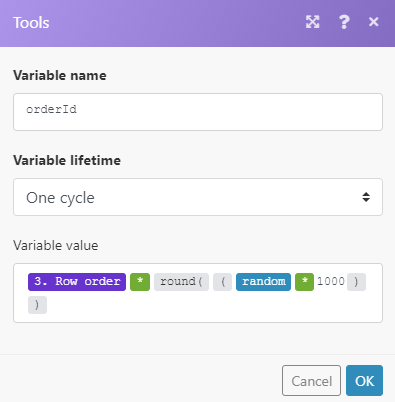 Tools ? ×
Variable name
orderId
Variable lifetime
One cycle
Variable value
3. Row order * round( ( random * 1000 )
)
Cancel OK